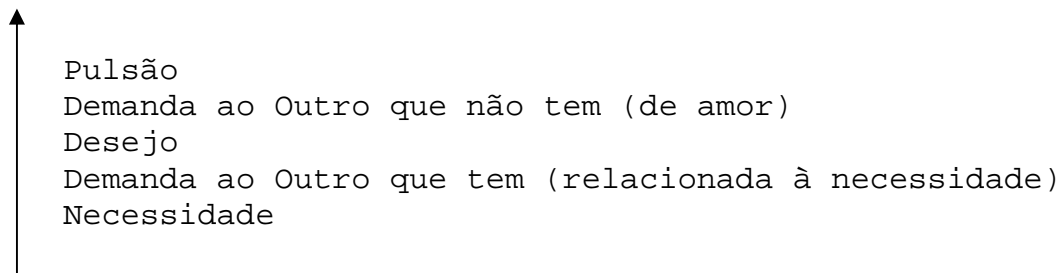 Pulsão
Demanda ao Outro que não tem (de amor)
Desejo
Demanda ao Outro que tem (relacionada à necessidade)
Necessidade